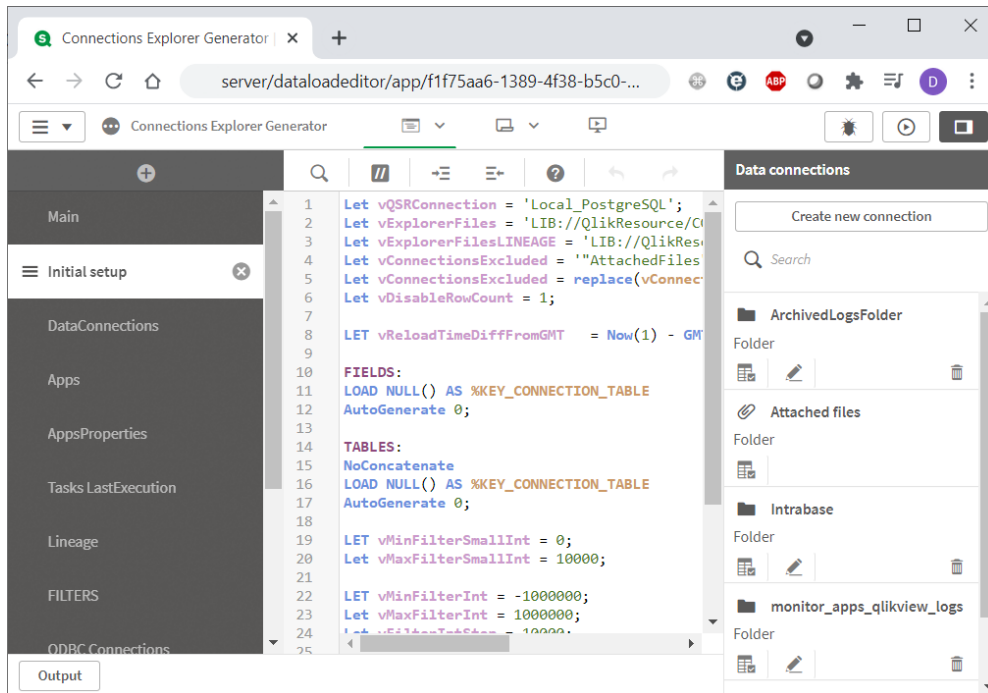 Connections Explorer Generator
server/dataloadeditor/app/f1f75aa6-1389-4f38-b5c0-...
ABP
D
Connections Explorer Generator
Main
Initial setup
DataConnections
Apps
AppsProperties
Tasks LastExecution
Lineage
FILTERS
ODBC Connections
1 Let vQSRConnection = 'Local_PostgreSQL';
2 Let vExplorerFiles = 'LIB://QlikResource/CO
3 Let vExplorerFilesLINEAGE = 'LIB://QlikReso
4 Let vConnectionsExcluded = '"AttachedFiles"
5 Let vConnectionsExcluded = replace(vConnect
6 Let vDisableRowCount = 1;
7
8 LET vReloadTimeDiffFromGMT = Now(1) - GMT
9
10 FIELDS:
11 LOAD NULL() AS %KEY_CONNECTION_TABLE
12 AutoGenerate 0;
13
14 TABLES:
15 NoConcatenate
16 LOAD NULL() AS %KEY_CONNECTION_TABLE
17 AutoGenerate 0;
18
19 LET vMinFilterSmallInt = 0;
20 Let vMaxFilterSmallInt = 10000;
21
22 LET vMinFilterInt = -1000000;
23 Let vMaxFilterInt = 1000000;
24 Let vFilterIntStep = 10000;
25
Data connections
Create new connection
Search
ArchivedLogsFolder
Folder
Attached files
Folder
Intrabase
Folder
monitor_apps_qlikview_logs
Folder
Output